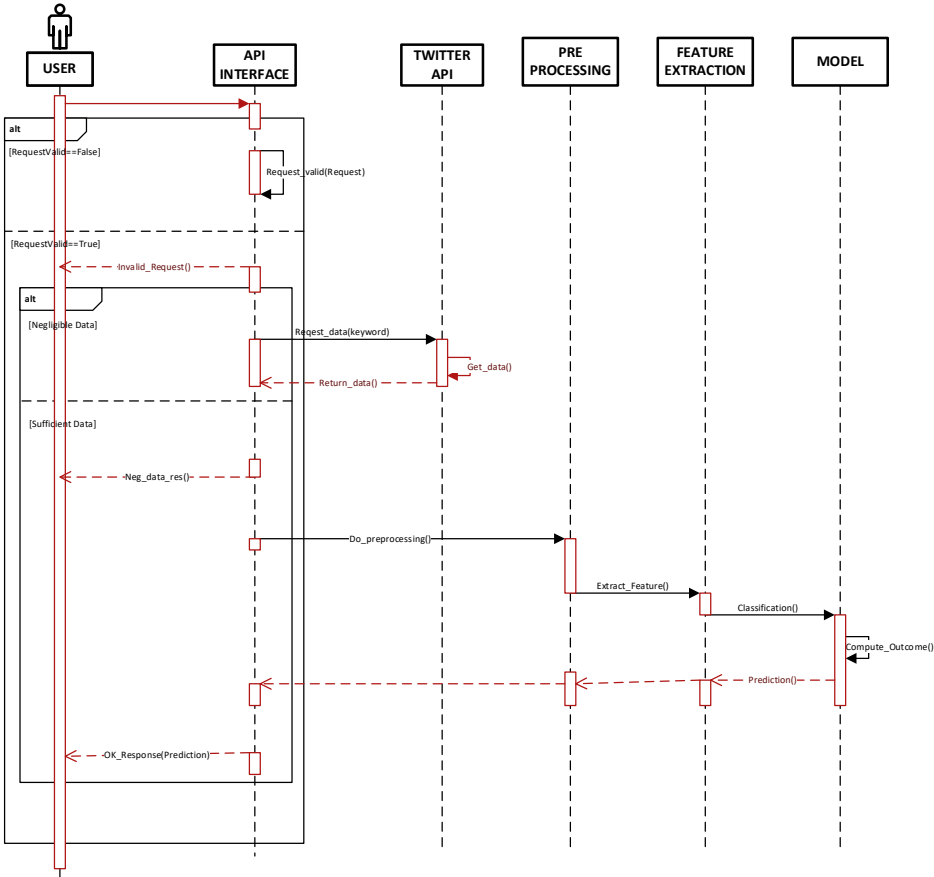 USER
API
INTERFACE
TWITTER
API
PRE
PROCESSING
FEATURE
EXTRACTION
MODEL
alt
[RequestValid==False]
Request_valid(Request)
[RequestValid==True]
Invalid_Request()
alt
[Negligible Data]
Reqest_data(keyword)
Get_data()
Return_data()
[Sufficient Data]
Neg_data_res()
Do_preprocessing()
Extract_Feature()
Classification()
Compute_Outcome()
Prediction()
OK_Response(Prediction)